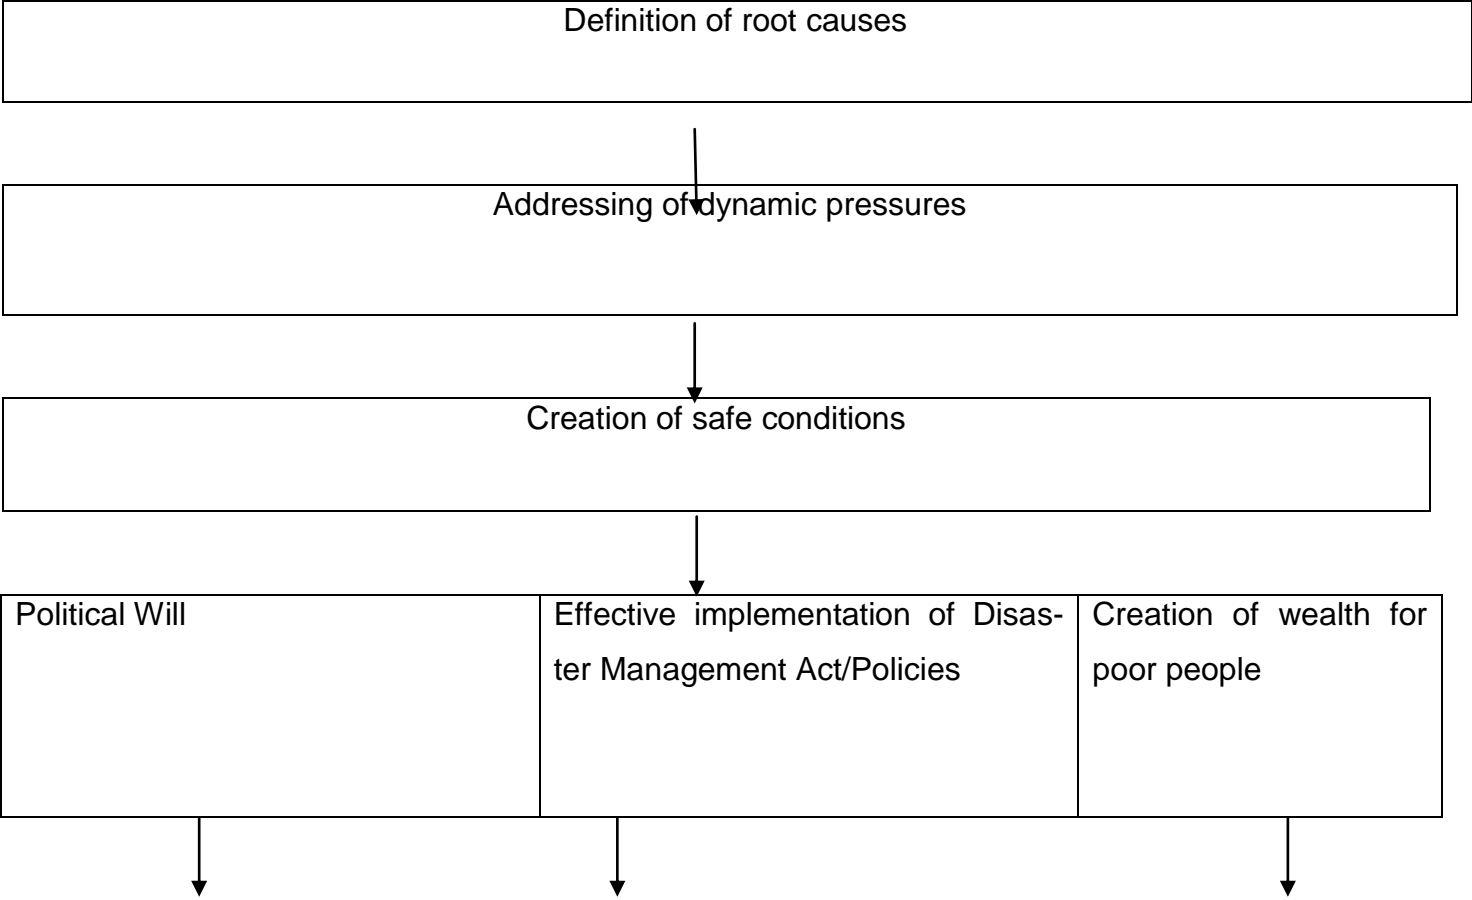 Definition of root causes
Addressing of dynamic pressures
Creation of safe conditions
Political Will
Effective implementation of Disas-
ter Management Act/Policies
Creation of wealth for
poor people